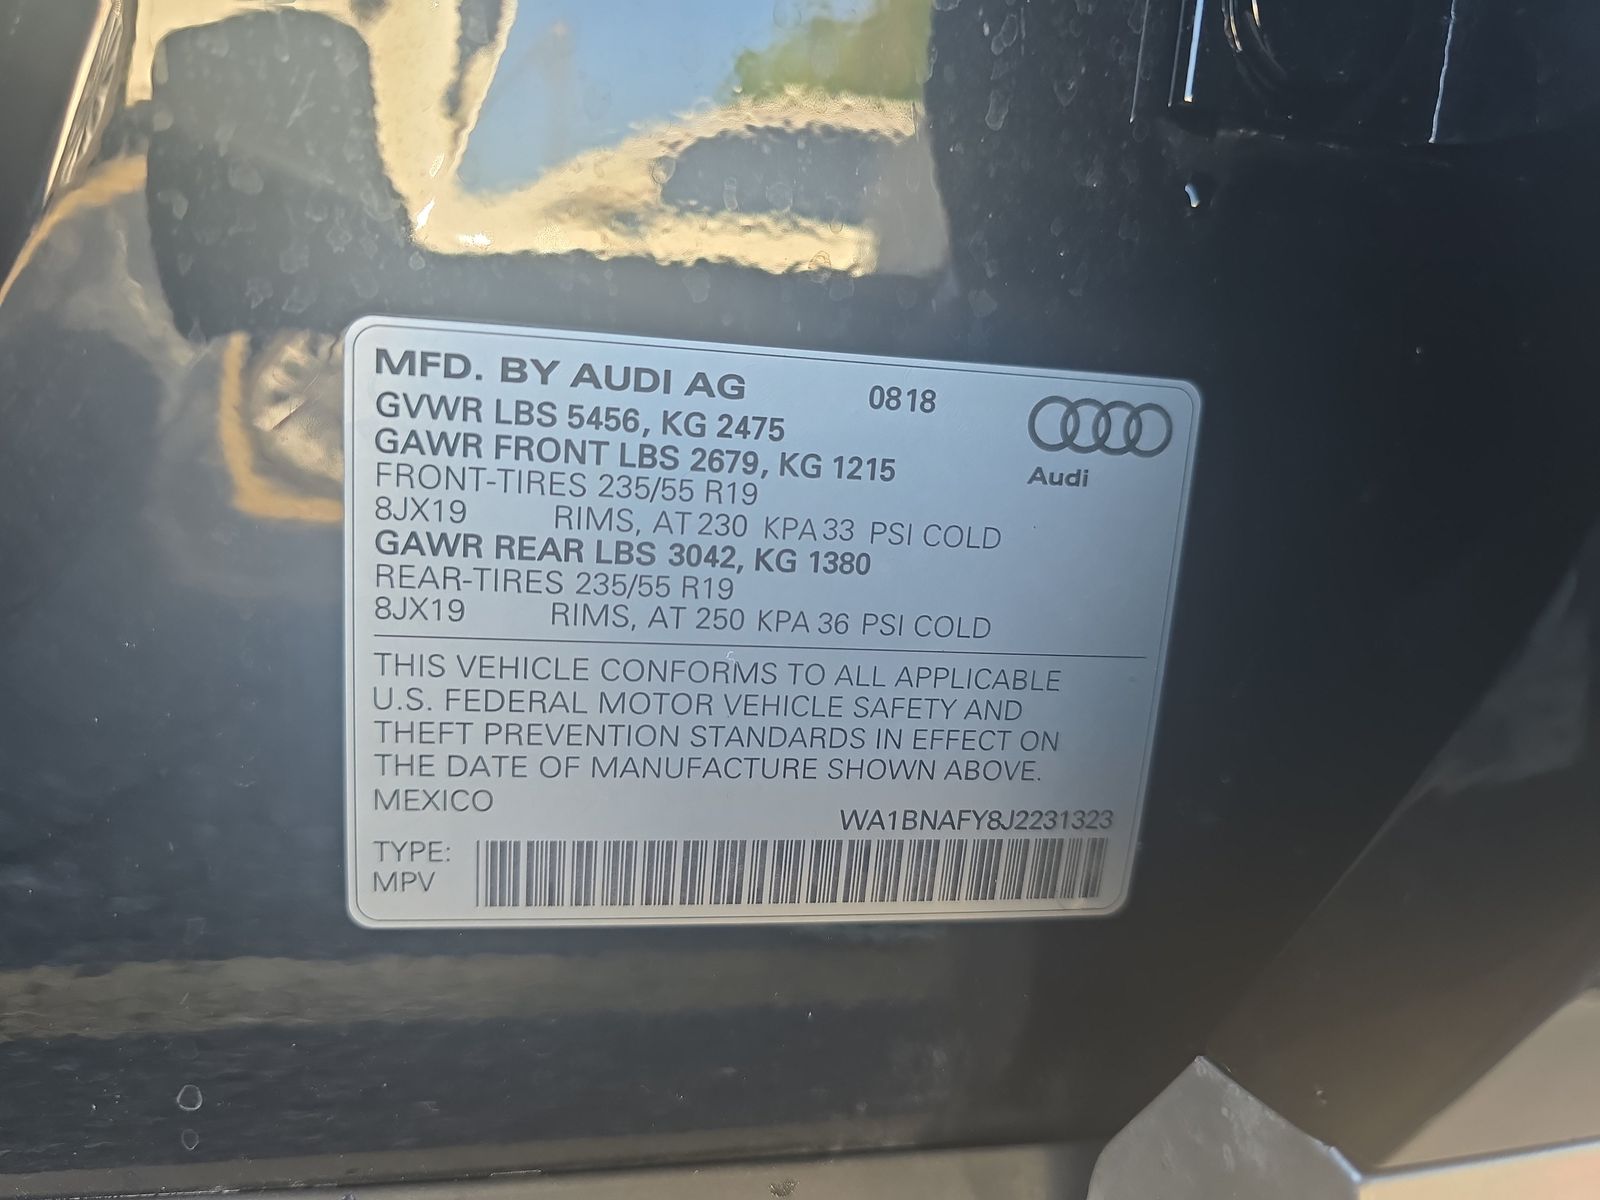 MFD. BY AUDI AG 0818
GVWR LBS 5456, KG 2475
GAWR FRONT LBS 2679, KG 1215
Audi
FRONT-TIRES 235/55 R19
8JX19 RIMS, AT 230 KPA 33 PSI COLD
GAWR REAR LBS 3042, KG 1380
REAR-TIRES 235/55 R19
8JX19 RIMS, AT 250 KPA 36 PSI COLD
THIS VEHICLE CONFORMS TO ALL APPLICABLE
U.S. FEDERAL MOTOR VEHICLE SAFETY AND
THEFT PREVENTION STANDARDS IN EFFECT ON
THE DATE OF MANUFACTURE SHOWN ABOVE.
MEXICO
WA1BNAFY8J2231323
TYPE:
MPV